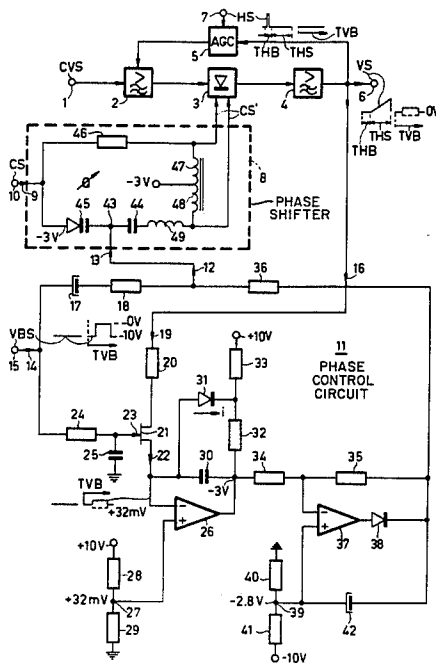 7 HS TVB
THB THS
AGC
5
CVS VS
1 2 3 4 6
CS'
0
THB THS TVB
46
8
CS 47
10 9 ø -3V
48
45 43 44
-3V 49
PHASE SHIFTER
13
12 36 16
17 18
VBS 0V
-10V
15 14 TVB
19
20
+10V
33
11
PHASE CONTROL CIRCUIT
31
i
24 23 21
32
25 22 30 34 35
-3V
TVB
+32mV
26 37 38
+10V
28 40
+32mV 27 -2.8V 39
29 41 42
-10V